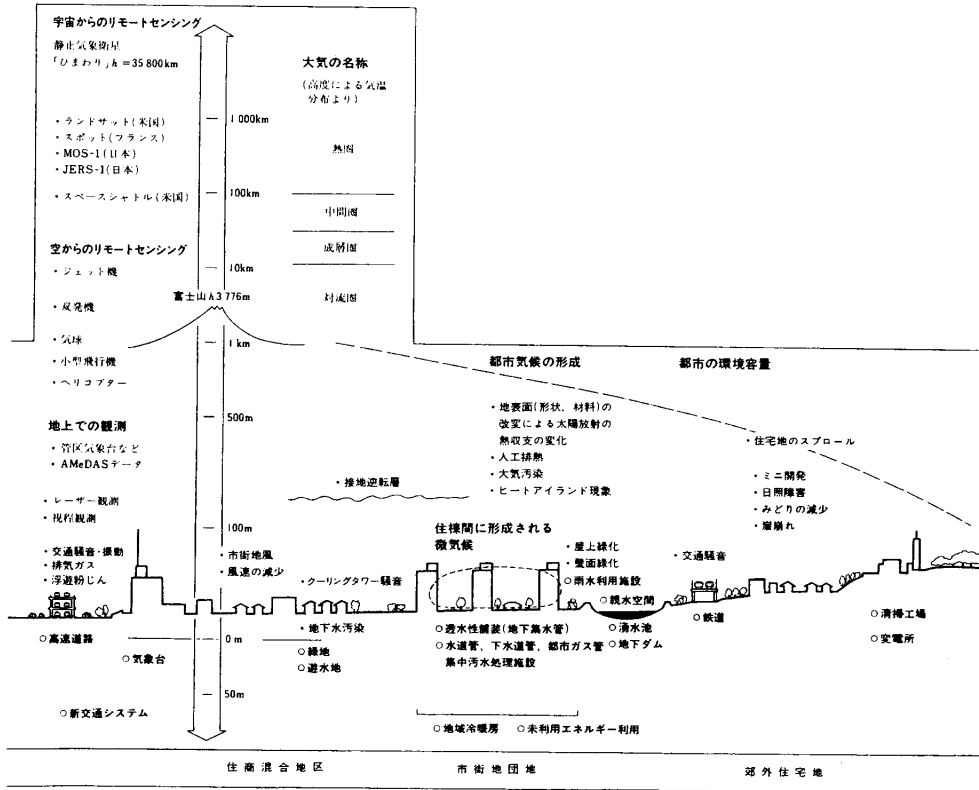 宇宙からのリモートセンシング
静止気象衛星
「ひまわり」h=35 800km
・ランドサット(米国)
・スポット(フランス)
・MOS-1(日本)
・JERS-1(日本)
・スペースシャトル(米国)
空からのリモートセンシング
・ジェット機
・双発機
・気球
・小型飛行機
・ヘリコプター
地上での観測
・管区気象台など
・AMeDASデータ
・レーザー観測
・視程観測
・交通騒音・振動
・排気ガス
・浮遊粉じん
○高速道路
○気象台
○新交通システム
1 000km
100km
10km
富士山 h3 776m
1 km
500m
100m
0 m
50m
大気の名称
(高度による気温
分布より)
熱圏
中間圏
成層圏
対流圏
・接地逆転層
・市街地風
・風速の減少
・クーリングタワー騒音
・地下水汚染
○緑地
○遊水地
都市気候の形成
・地表面(形状、材料)の
改変による太陽放射の
熱収支の変化
・人工排熱
・大気汚染
・ヒートアイランド現象
住棟間に形成される
微気候
・屋上緑化
・壁面緑化
○雨水利用施設
○親水空間
○透水性舗装(地下集水管)
○水道管、下水道管、都市ガス管
集中汚水処理施設
○湧水池
○地下ダム
○地域冷暖房
○未利用エネルギー利用
都市の環境容量
・住宅地のスプロール
・ミニ開発
・日照障害
・みどりの減少
・崖崩れ
・交通騒音
○鉄道
○清掃工場
○変電所
住商混合地区
市街地団地
郊外住宅地